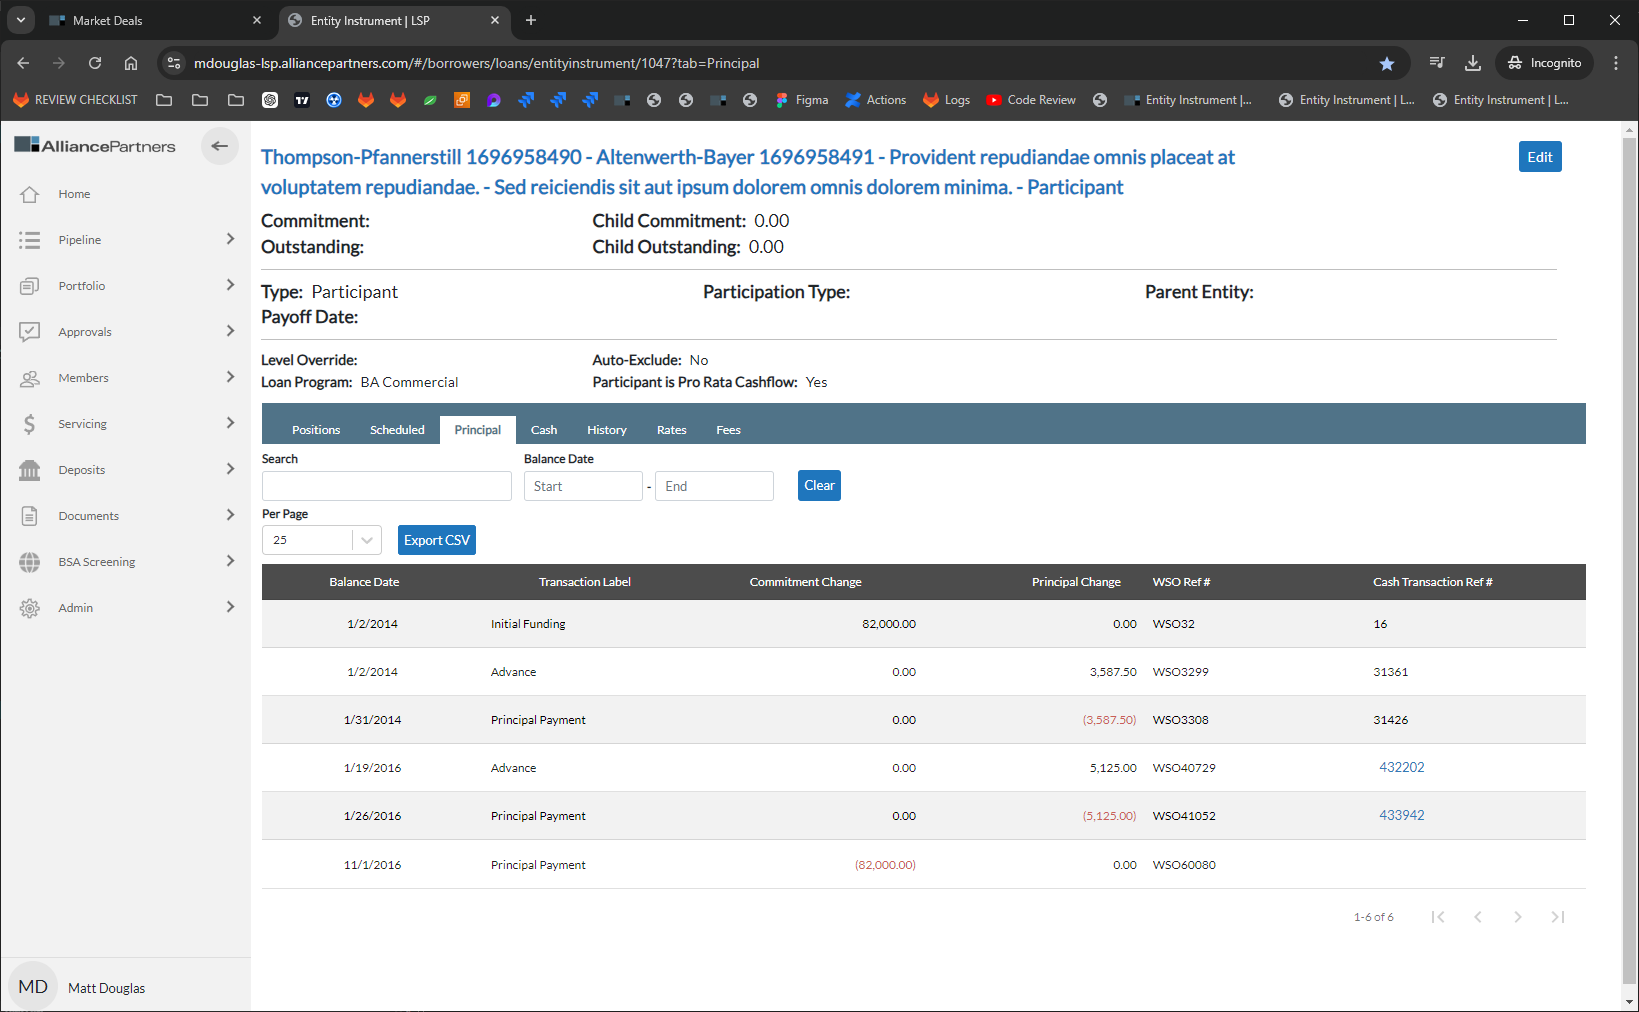 Market Deals
Entity Instrument | LSP
mdouglas-lsp.alliancepartners.com/#/borrowers/loans/entityinstrument/1047?tab=Principal
Incognito
REVIEW CHECKLIST
Figma
Actions
Logs
Code Review
Entity Instrument |...
Entity Instrument | L...
Entity Instrument | L...
AlliancePartners
Home
Pipeline
Portfolio
Approvals
Members
Servicing
Deposits
Documents
BSA Screening
Admin
MD
Matt Douglas
Thompson-Pfannerstill 1696958490 - Altenwerth-Bayer 1696958491 - Provident repudiandae omnis placeat at
voluptatem repudiandae. - Sed reiciendis sit aut ipsum dolorem omnis dolorem minima. - Participant
Edit
Commitment:
Child Commitment: 0.00
Outstanding:
Child Outstanding: 0.00
Type: Participant
Participation Type:
Parent Entity:
Payoff Date:
Level Override:
Auto-Exclude: No
Loan Program: BA Commercial
Participant is Pro Rata Cashflow: Yes
Positions Scheduled Principal Cash History Rates Fees
Search
Balance Date
Start - End
Clear
Per Page
25
Export CSV
Balance Date Transaction Label Commitment Change Principal Change WSO Ref # Cash Transaction Ref #
1/2/2014 Initial Funding 82,000.00 0.00 WSO32 16
1/2/2014 Advance 0.00 3,587.50 WSO3299 31361
1/31/2014 Principal Payment 0.00 (3,587.50) WSO3308 31426
1/19/2016 Advance 0.00 5,125.00 WSO40729 432202
1/26/2016 Principal Payment 0.00 (5,125.00) WSO41052 433942
11/1/2016 Principal Payment (82,000.00) 0.00 WSO60080
1-6 of 6